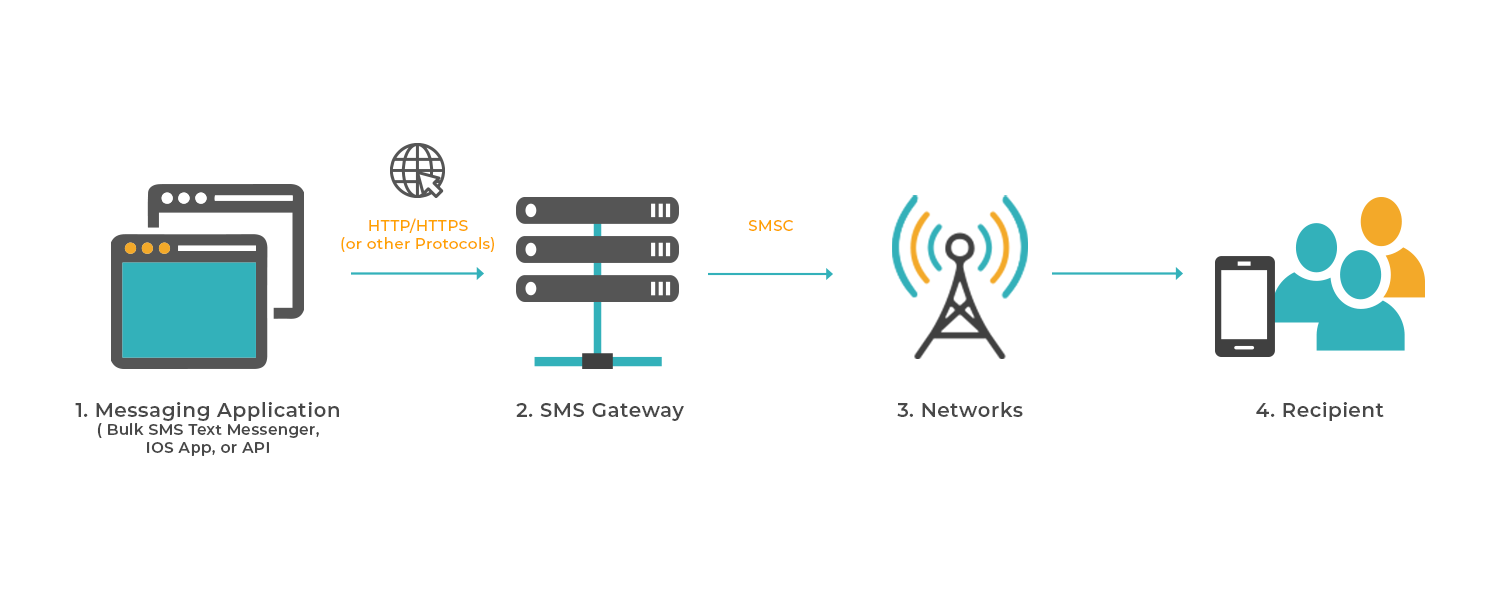 HTTP/HTTPS
(or other Protocols)
SMSC
1. Messaging Application
( Bulk SMS Text Messenger,
IOS App, or API
2. SMS Gateway
3. Networks
4. Recipient